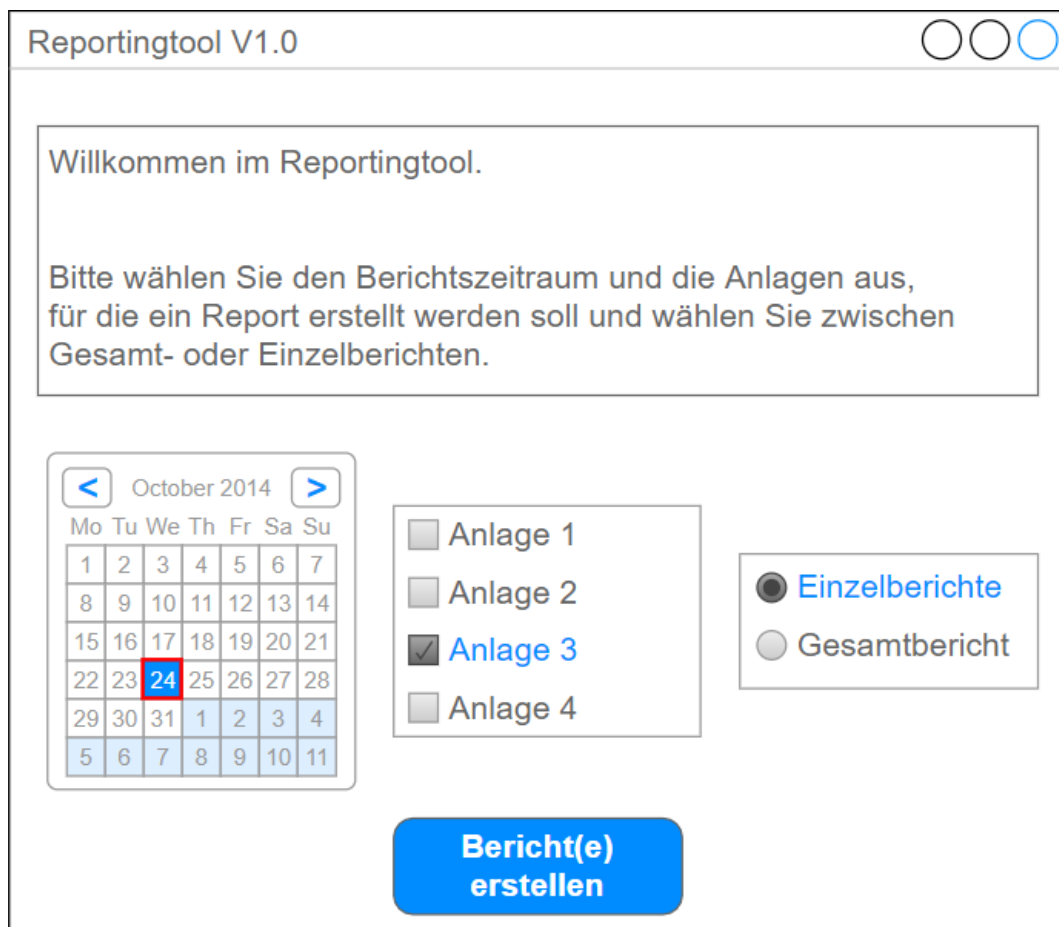 Reportingtool V1.0
Willkommen im Reportingtool.
Bitte wählen Sie den Berichtszeitraum und die Anlagen aus,
für die ein Report erstellt werden soll und wählen Sie zwischen
Gesamt- oder Einzelberichten.
< October 2014 >
Mo Tu We Th Fr Sa Su
1 2 3 4 5 6 7
8 9 10 11 12 13 14
15 16 17 18 19 20 21
22 23 24 25 26 27 28
29 30 31 1 2 3 4
5 6 7 8 9 10 11
Anlage 1
Anlage 2
Anlage 3
Anlage 4
Einzelberichte
Gesamtbericht
Bericht(e)
erstellen